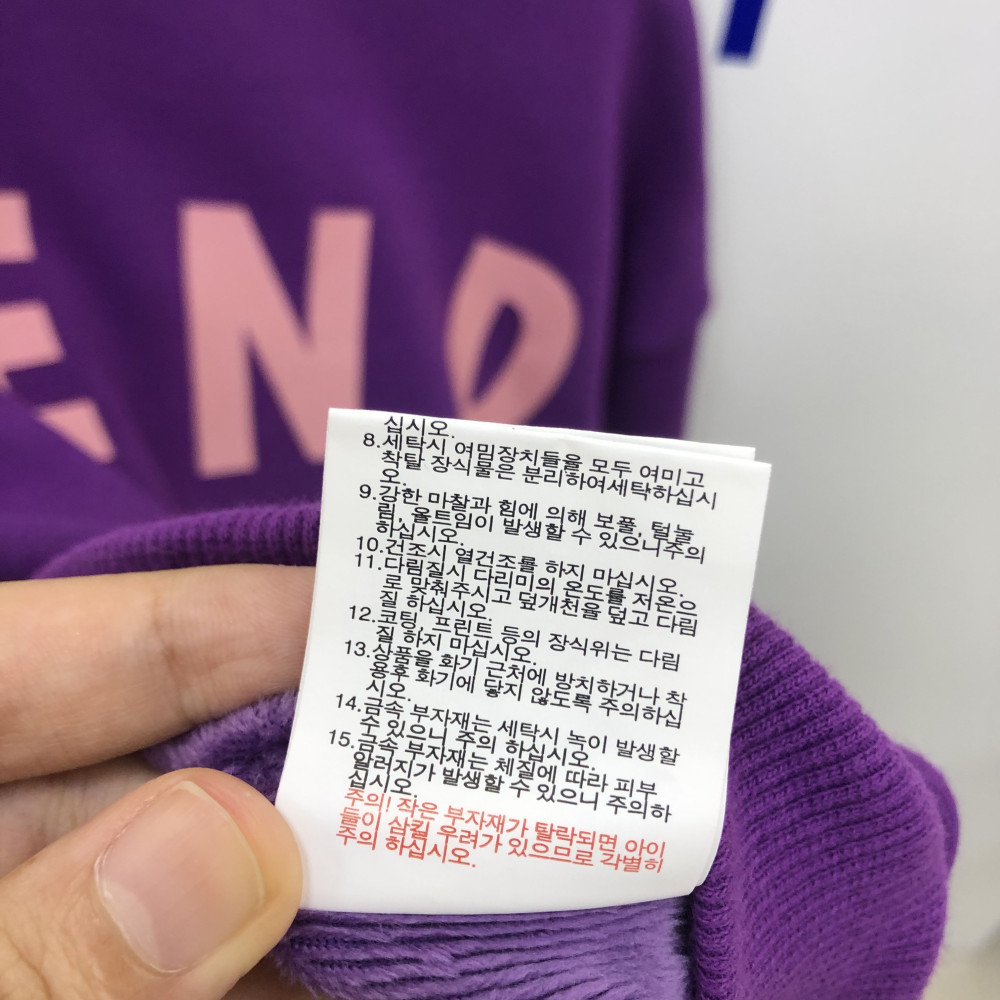 END
십시오.
8.세탁시 여밈장치들을 모두 여미고
착탈 장식물은 분리하여세탁하십시
오.
9.강한 마찰과 힘에 의해 보풀, 털눌
림, 올트임이 발생할 수 있으니주의
하십시오.
10.건조시 열건조를 하지 마십시오.
11.다림질시 다리미의 온도를 저온으
로 맞춰주시고 덮개천을 덮고 다림
질 하십시오.
12.코팅, 프린트 등의 장식위는 다림
질 하지 마십시오.
13.상품을 화기 근처에 방치하거나 착
용후 화기에 닿지 않도록 주의하십
시오.
14.금속 부자재는 세탁시 녹이 발생할
수 있으니 주의 하십시오.
15.금속 부자재는 체질에 따라 피부
알러지가 발생할 수 있으니 주의하
십시오.
주의! 작은 부자재가 탈락되면 아이
들이 삼킬 우려가 있으므로 각별히
주의 하십시오.